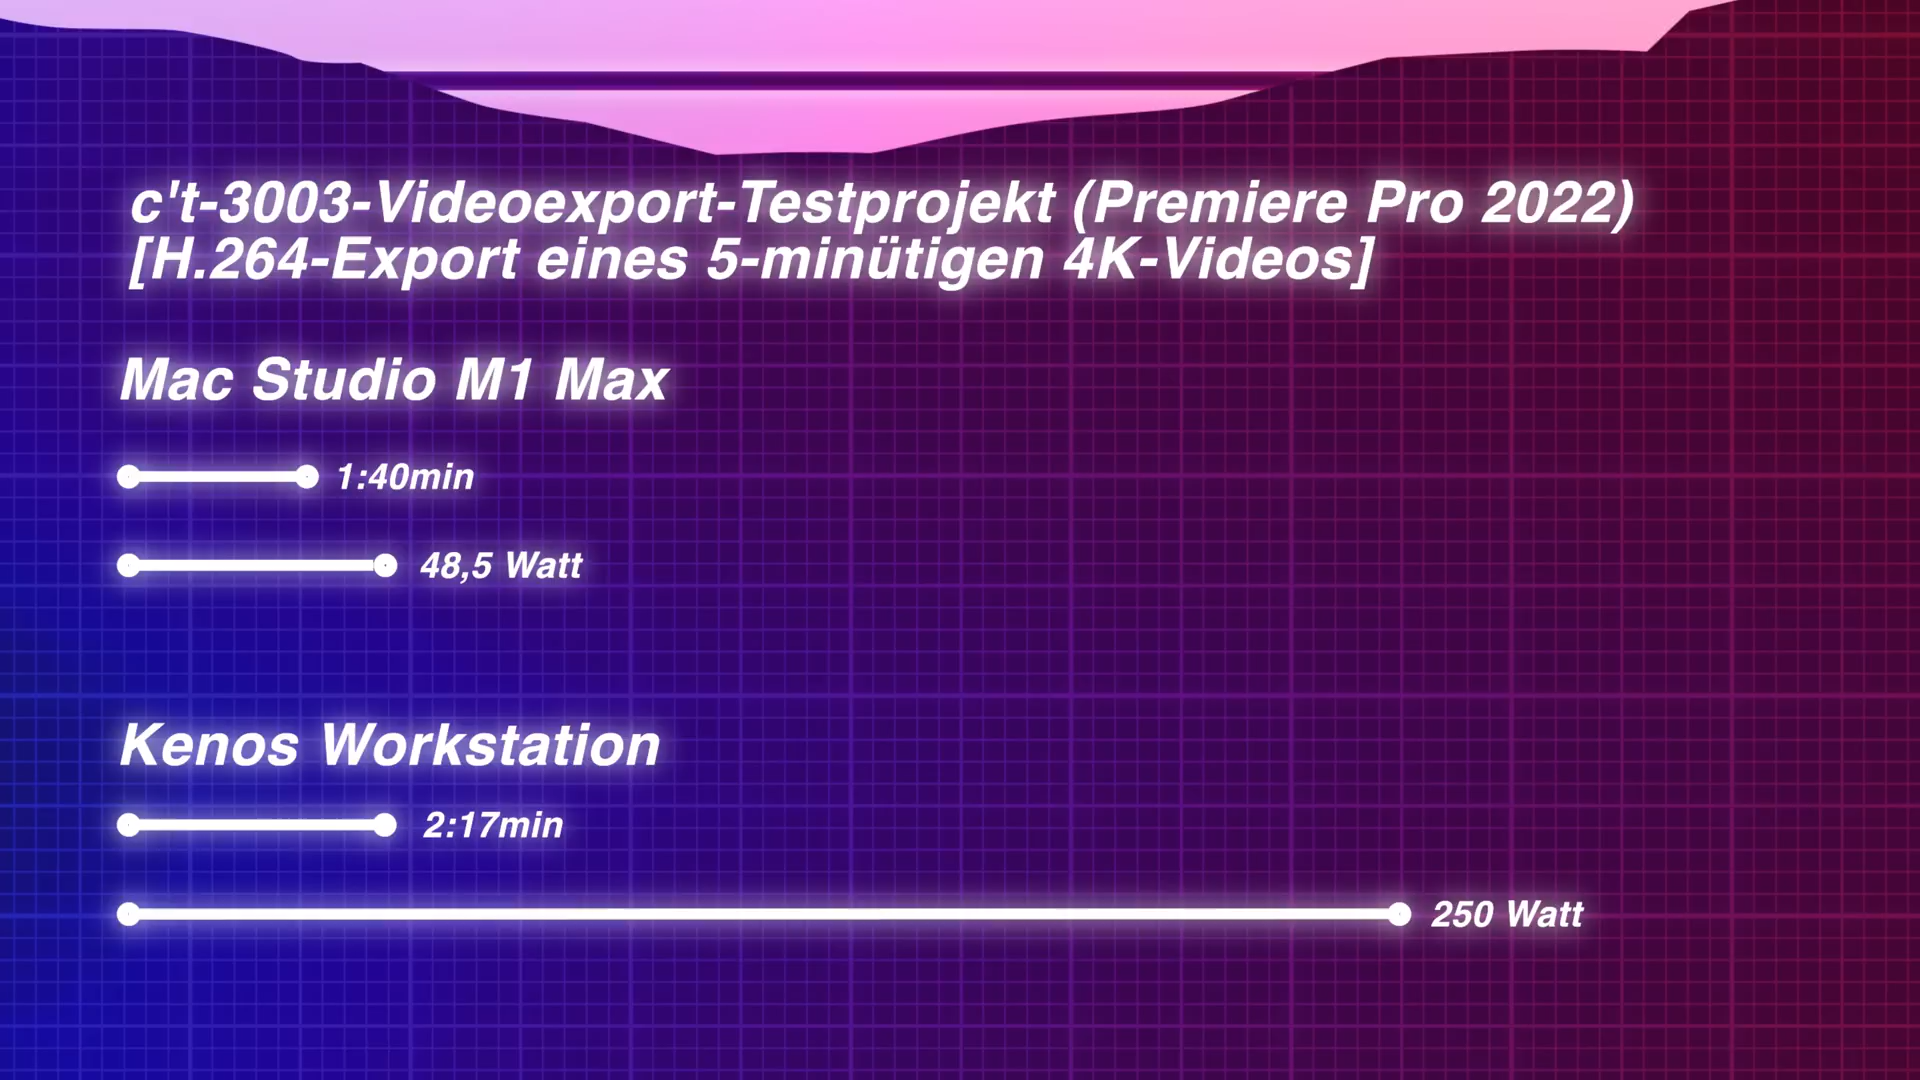 c't-3003-Videoexport-Testprojekt (Premiere Pro 2022)
[H.264-Export eines 5-minütigen 4K-Videos]
Mac Studio M1 Max
1:40min
48,5 Watt
Kenos Workstation
2:17min
250 Watt